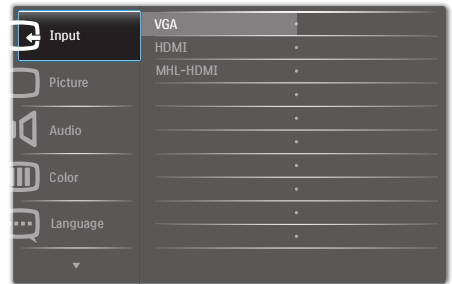 Input
Picture
Audio
Color
Language
VGA
HDMI
MHL-HDMI